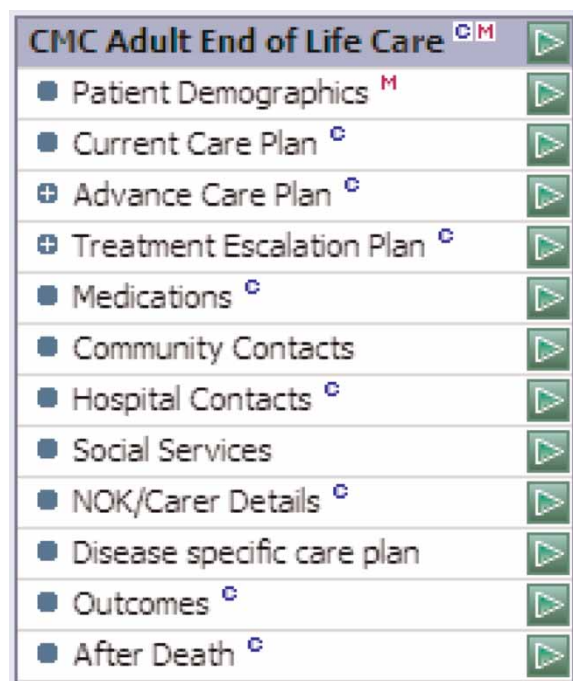 CMC Adult End of Life Care C M
Patient Demographics M
Current Care Plan C
Advance Care Plan C
Treatment Escalation Plan C
Medications C
Community Contacts
Hospital Contacts C
Social Services
NOK/Carer Details C
Disease specific care plan
Outcomes C
After Death C